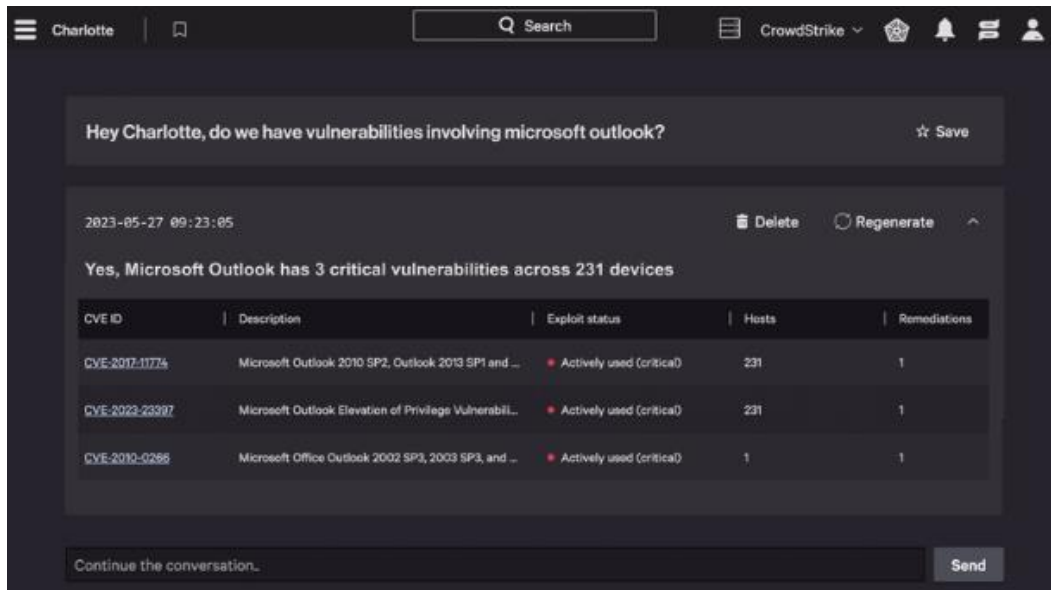 Charlotte
Search
CrowdStrike
Hey Charlotte, do we have vulnerabilities involving microsoft outlook?
Save
2023-05-27 09:23:05
Delete
Regenerate
Yes, Microsoft Outlook has 3 critical vulnerabilities across 231 devices
CVE ID Description Exploit status Hosts Remediations
CVE-2017-11774 Microsoft Outlook 2010 SP2, Outlook 2013 SP1 and ... Actively used (critical) 231 1
CVE-2023-23397 Microsoft Outlook Elevation of Privilege Vulnerabili... Actively used (critical) 231 1
CVE-2010-0266 Microsoft Office Outlook 2002 SP3, 2003 SP3, and ... Actively used (critical) 1 1
Continue the conversation..
Send